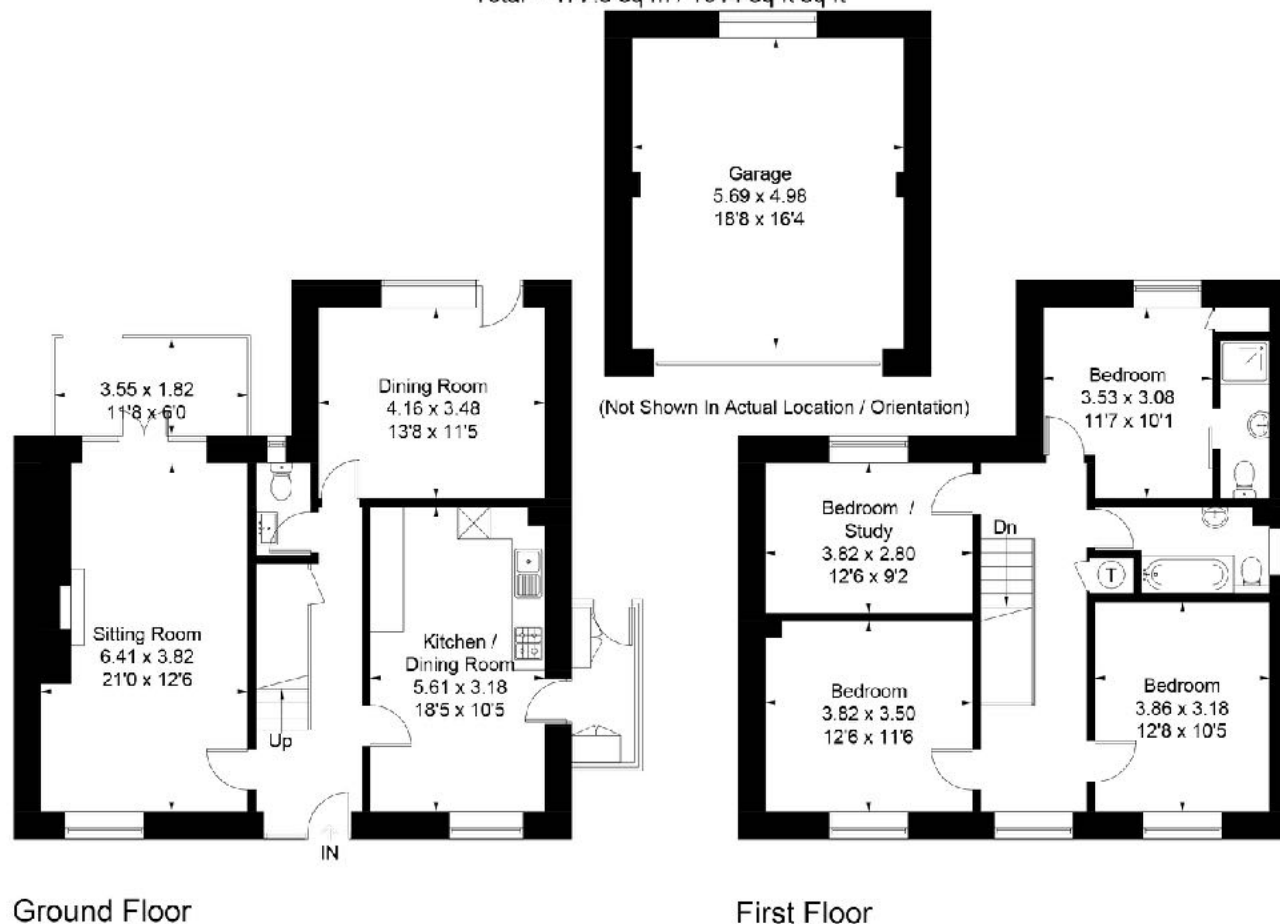 Garage
5.69 x 4.98
18'8 x 16'4
(Not Shown In Actual Location / Orientation)
3.55 x 1.82
11'8 x 6'0
Dining Room
4.16 x 3.48
13'8 x 11'5
Sitting Room
6.41 x 3.82
21'0 x 12'6
Kitchen /
Dining Room
5.61 x 3.18
18'5 x 10'5
Up
IN
Ground Floor
Bedroom
3.53 x 3.08
11'7 x 10'1
Bedroom /
Study
3.82 x 2.80
12'6 x 9'2
Dn
T
Bedroom
3.82 x 3.50
12'6 x 11'6
Bedroom
3.86 x 3.18
12'8 x 10'5
First Floor